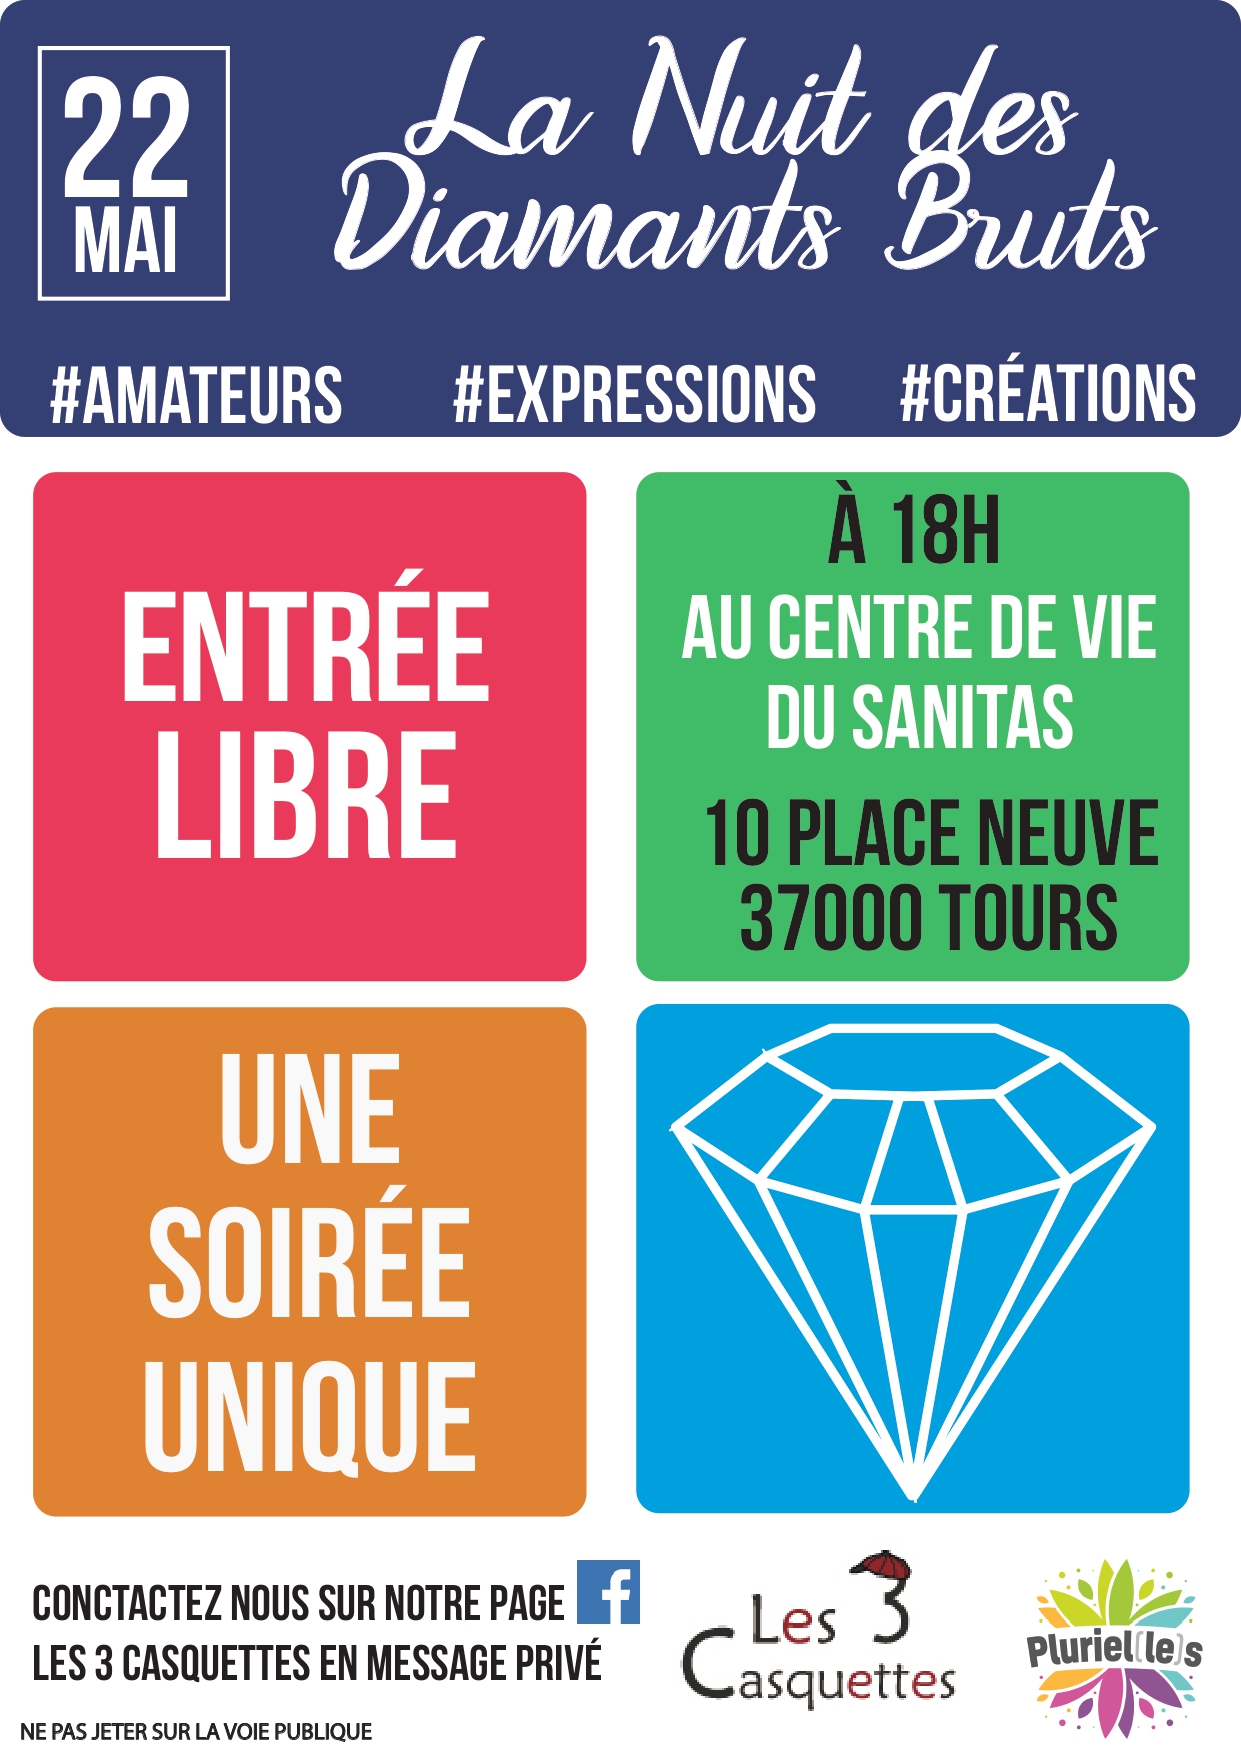 22
MAI
La Nuit des
Diamants Bruts
#AMATEURS #EXPRESSIONS #CRÉATIONS
ENTRÉE
LIBRE
À 18H
AU CENTRE DE VIE
DU SANITAS
10 PLACE NEUVE
37000 TOURS
UNE
SOIRÉE
UNIQUE
CONCTACTEZ NOUS SUR NOTRE PAGE f
LES 3 CASQUETTES EN MESSAGE PRIVÉ
NE PAS JETER SUR LA VOIE PUBLIQUE
Les 3
Casquettes
Pluriel(le)s